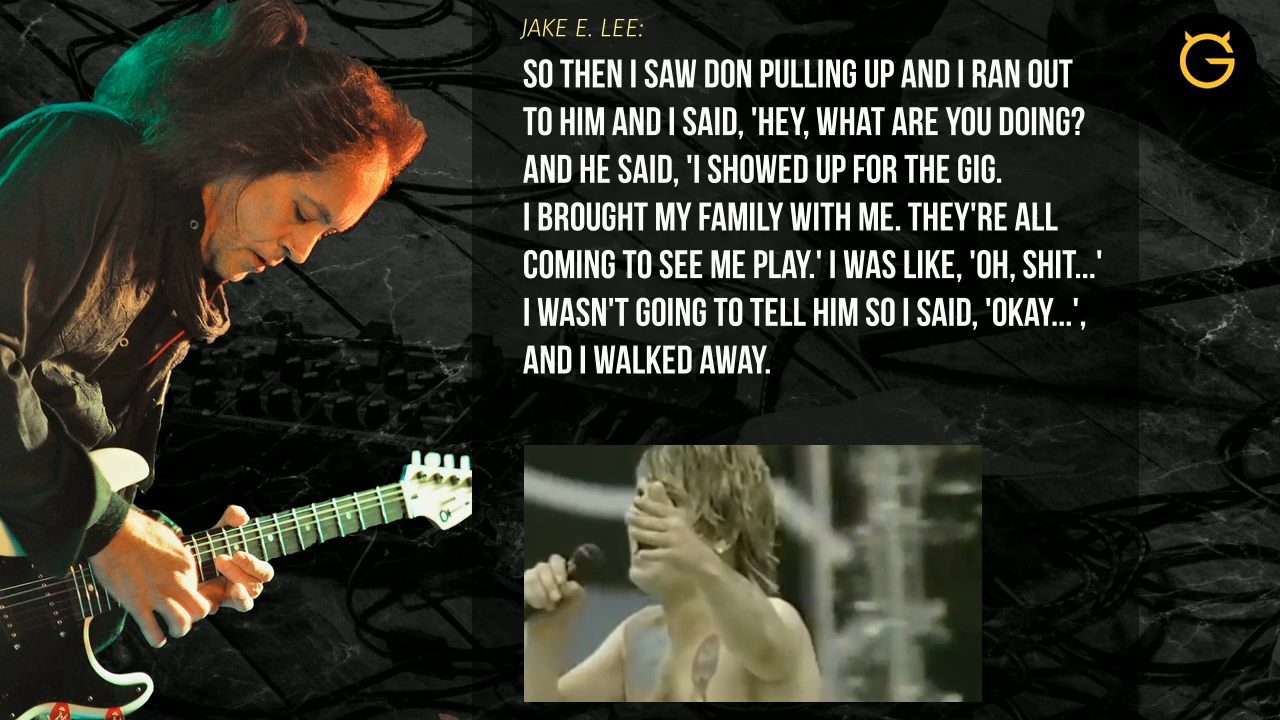 JAKE E. LEE:
SO THEN I SAW DON PULLING UP AND I RAN OUT
TO HIM AND I SAID, 'HEY, WHAT ARE YOU DOING?
AND HE SAID, 'I SHOWED UP FOR THE GIG.
I BROUGHT MY FAMILY WITH ME. THEY'RE ALL
COMING TO SEE ME PLAY.' I WAS LIKE, 'OH, SHIT...'
I WASN'T GOING TO TELL HIM SO I SAID, 'OKAY...',
AND I WALKED AWAY.
G